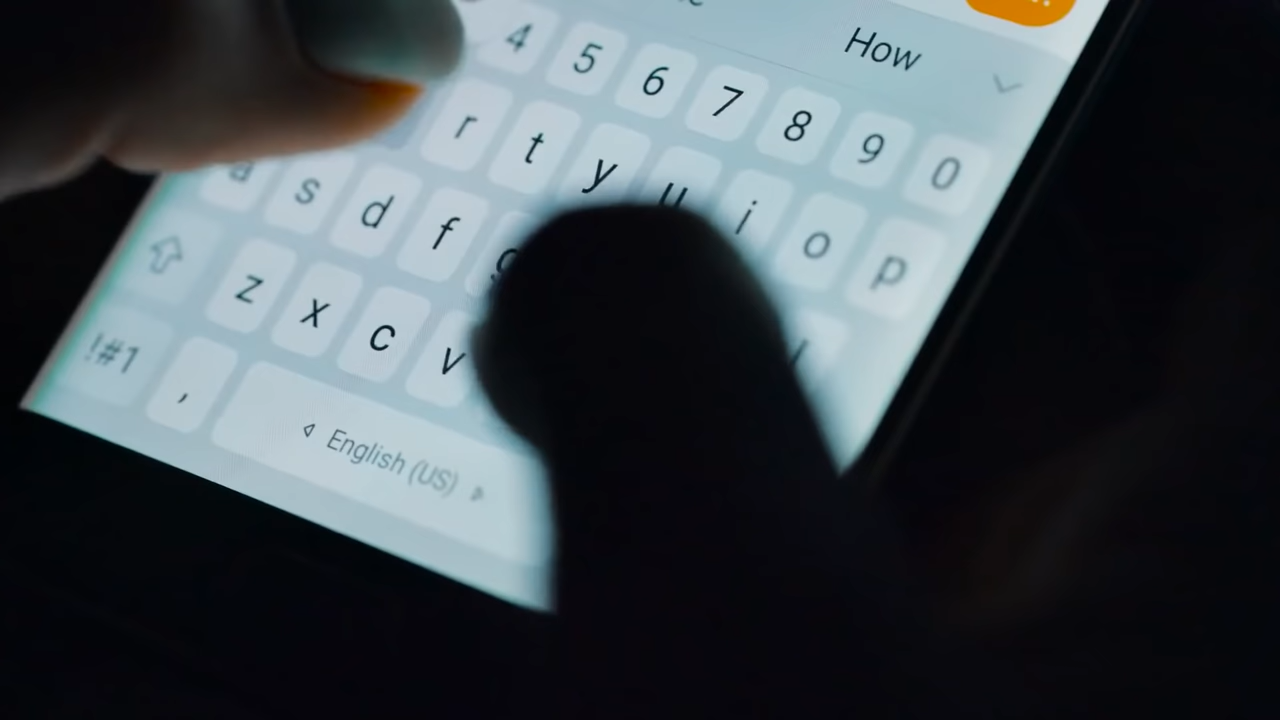 How
4 5 6 7 8 9 0
r t y u i o p
a s d f g
z x c v
!#1 , English (US)